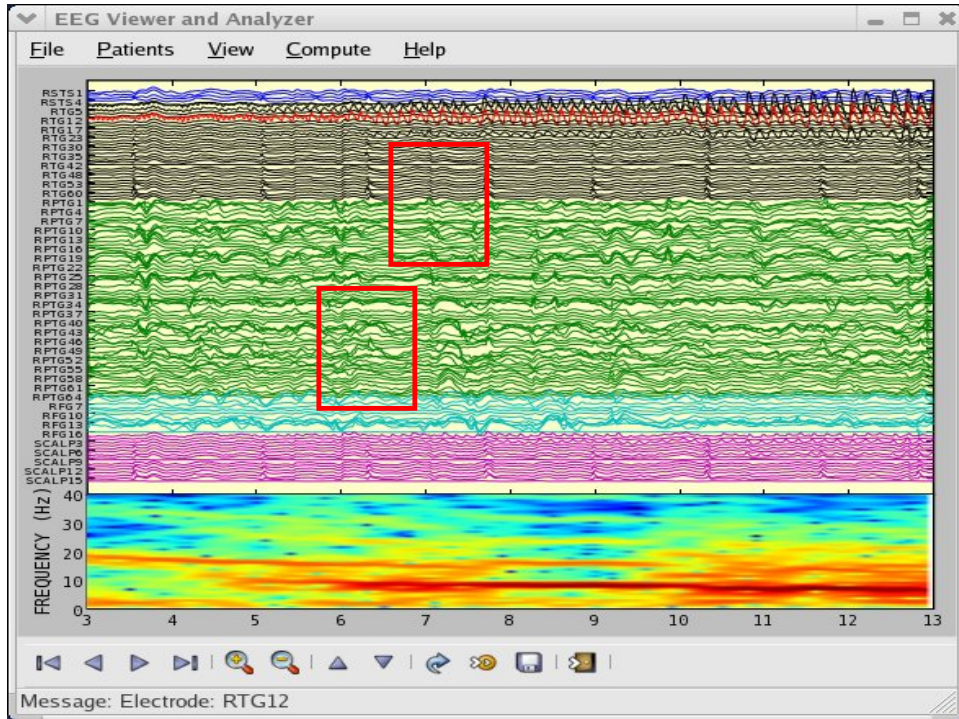 EEG Viewer and Analyzer
File Patients View Compute Help
RSTS1
RSTS4
RTG5
RTG12
RTG17
RTG23
RTG30
RTG35
RTG42
RTG48
RTG53
RTG60
RPTG1
RPTG4
RPTG7
RPTG10
RPTG13
RPTG16
RPTG19
RPTG22
RPTG25
RPTG28
RPTG31
RPTG34
RPTG37
RPTG40
RPTG43
RPTG46
RPTG49
RPTG52
RPTG55
RPTG58
RPTG61
RPTG64
RFG7
RFG10
RFG13
RFG16
SCALP3
SCALP6
SCALP9
SCALP12
SCALP15
FREQUENCY (Hz)
40
30
20
10
0
3 4 5 6 7 8 9 10 11 12 13
Message: Electrode: RTG12